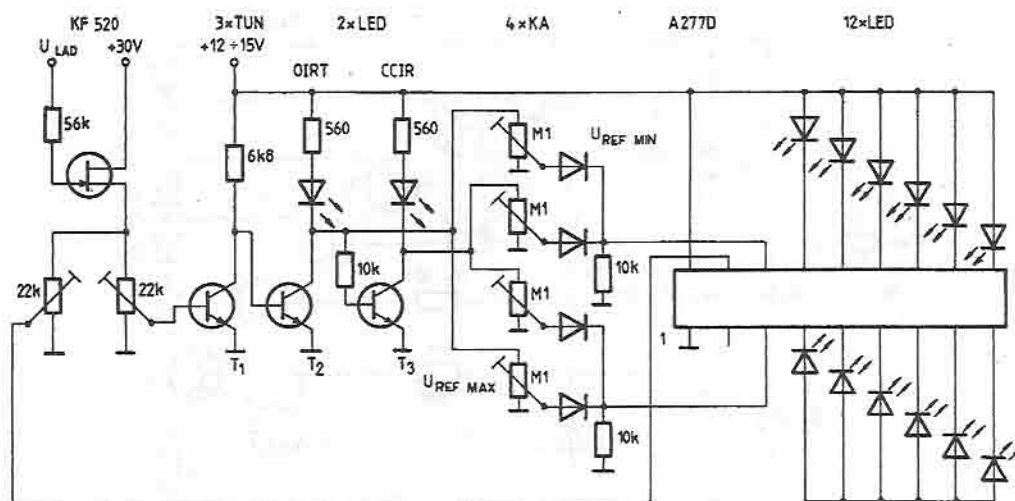 KF 520 3×TUN 2×LED 4×KA A277D 12×LED
U LAD +30V +12÷15V
OIRT CCIR
56k 6k8 560 560 M1 U REF MIN
M1
22k 22k 10k 10k
M1
1
T1 T2 T3
U REF MAX M1
10k